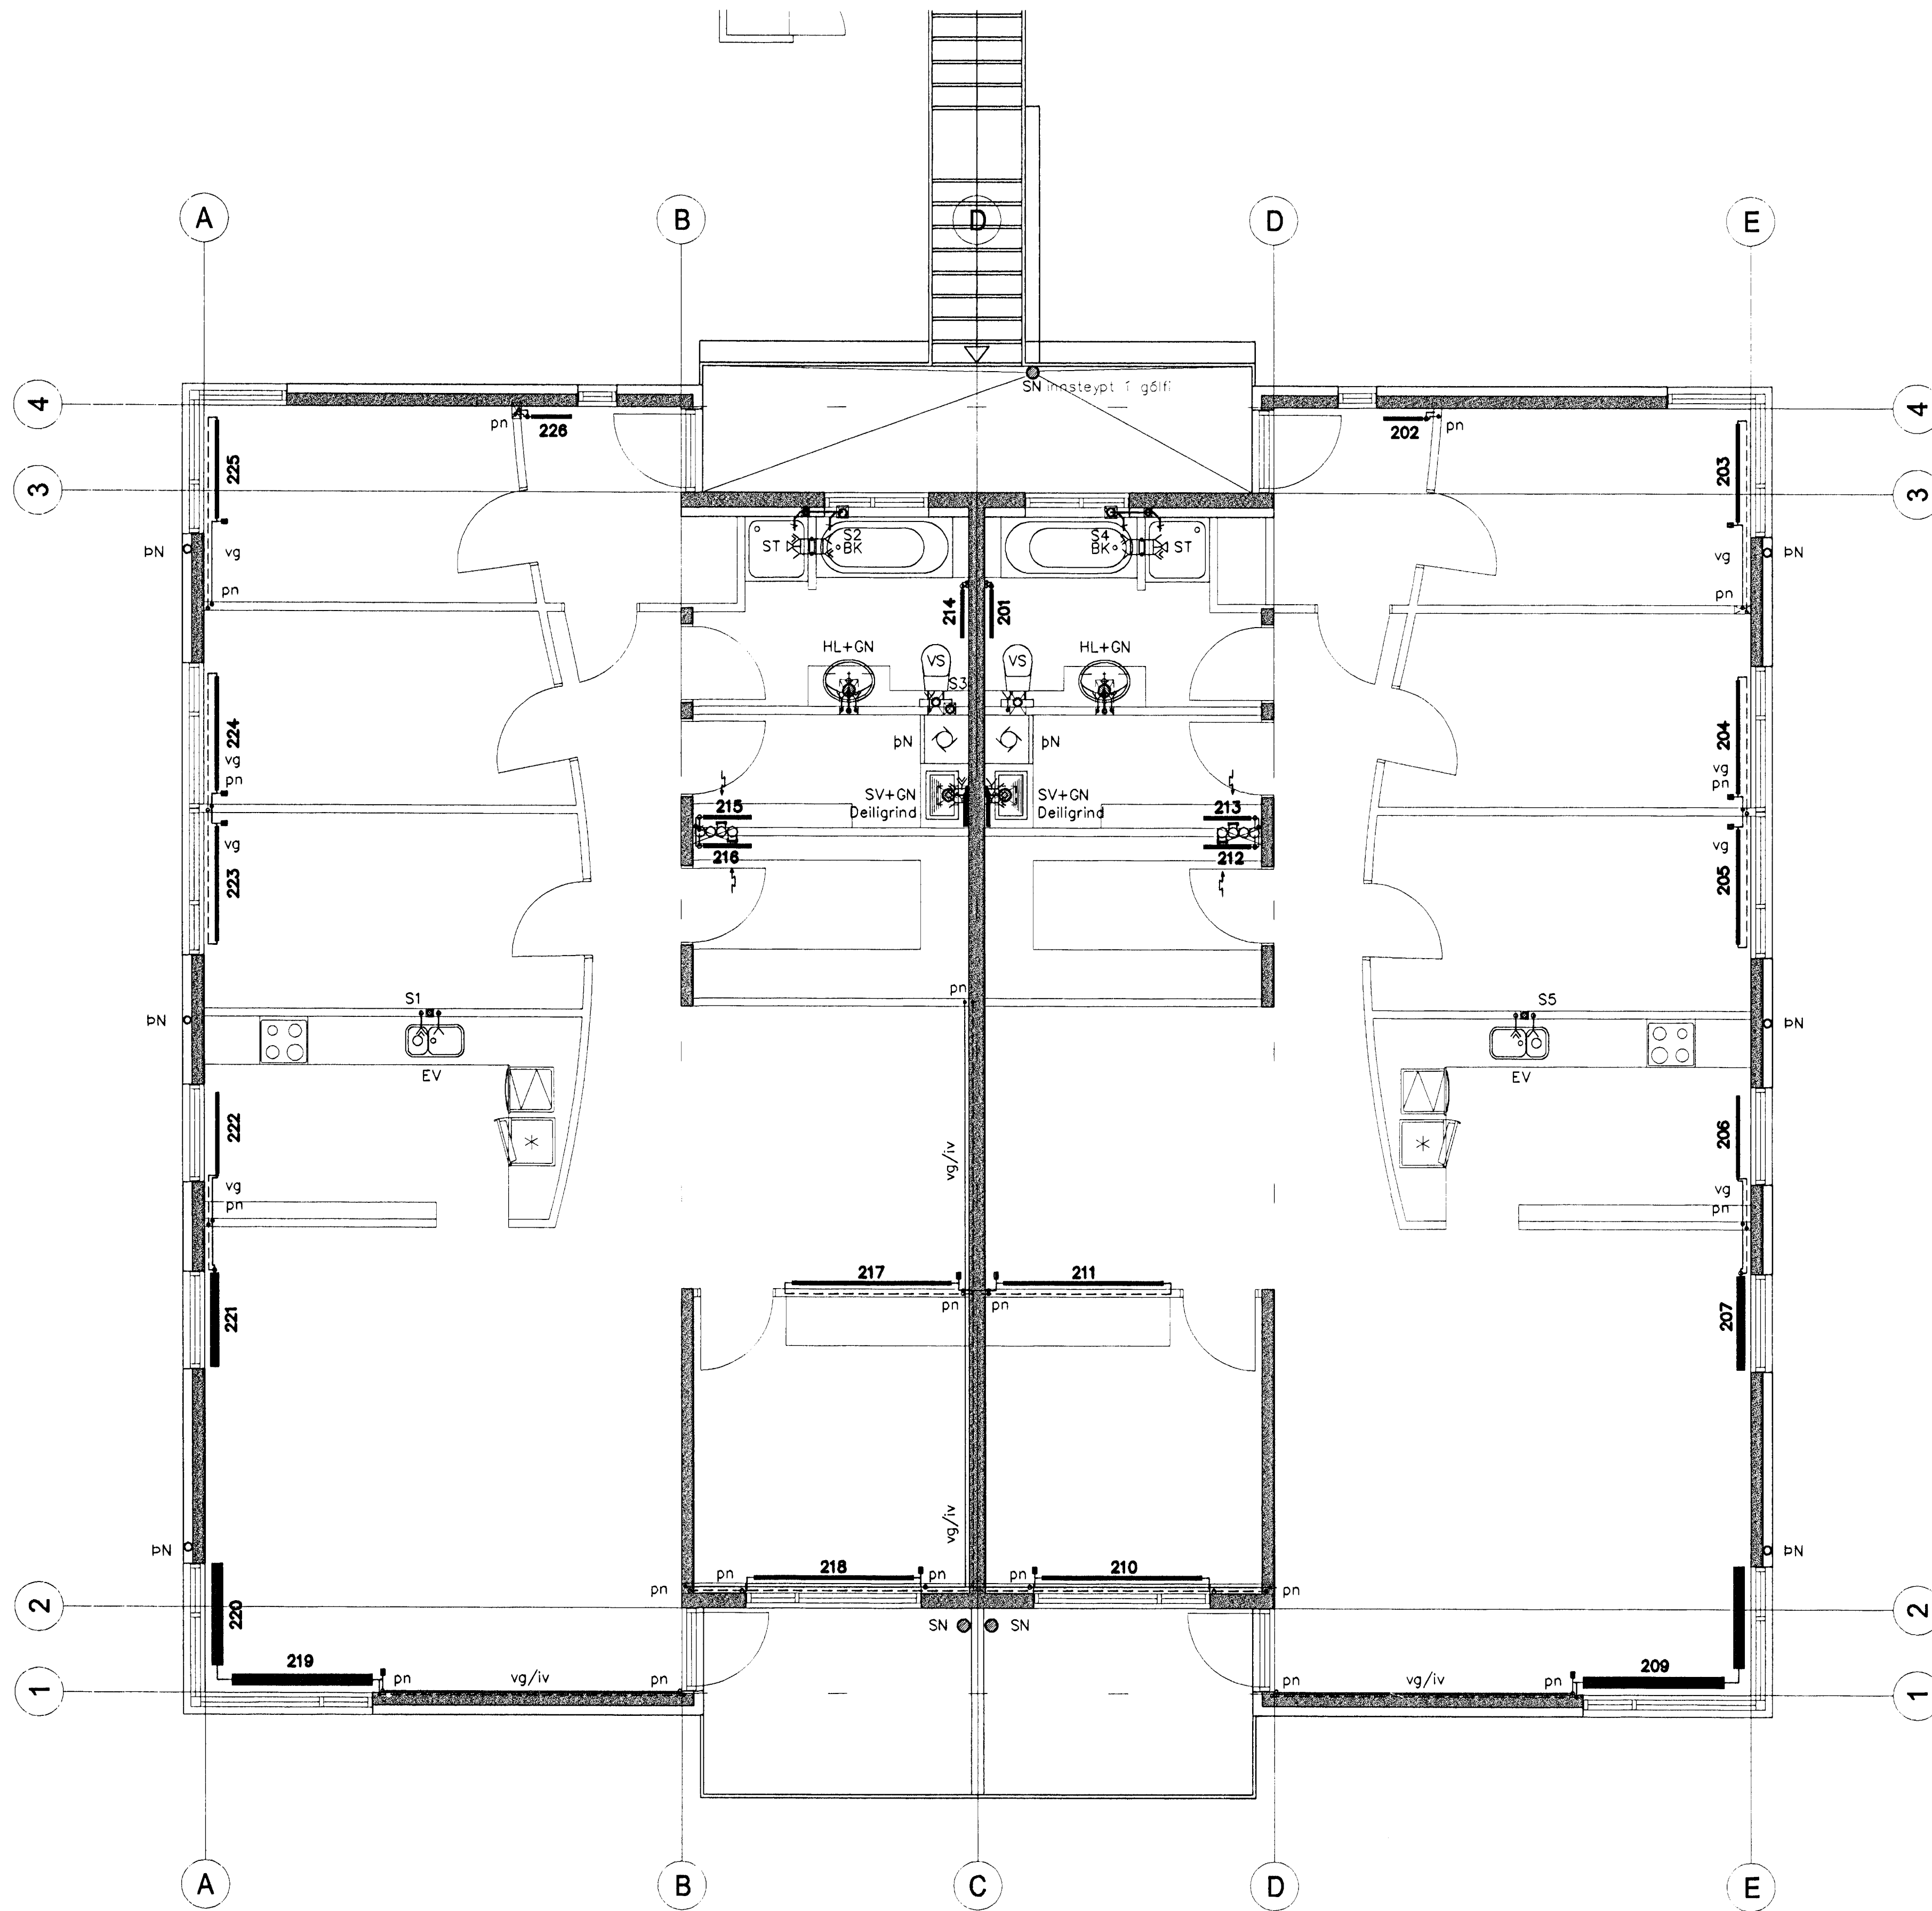 A
B
D
D
E
SN innsteypt í gólfi
4
pn
226
202
pn
4
225
203
3
3
S2
S4
ST
BK
BK
ST
þN
vg
vg
þN
pn
pn
214
201
HL+GN
VS
VS
HL+GN
S3
224
204
vg
þN
þN
vg
pn
pn
SV+GN
SV+GN
215
Deiligrind
Deiligrind
213
vg
vg
216
212
223
205
pn
S1
S5
þN
þN
EV
EV
222
206
vg/iv
vg
vg
pn
pn
217
211
pn
pn
221
207
vg/iv
þN
þN
218
210
pn
pn
pn
pn
pn
pn
2
2
220
SN
SN
219
209
pn
vg/iv
pn
pn
vg/iv
pn
1
1
A
B
C
D
E